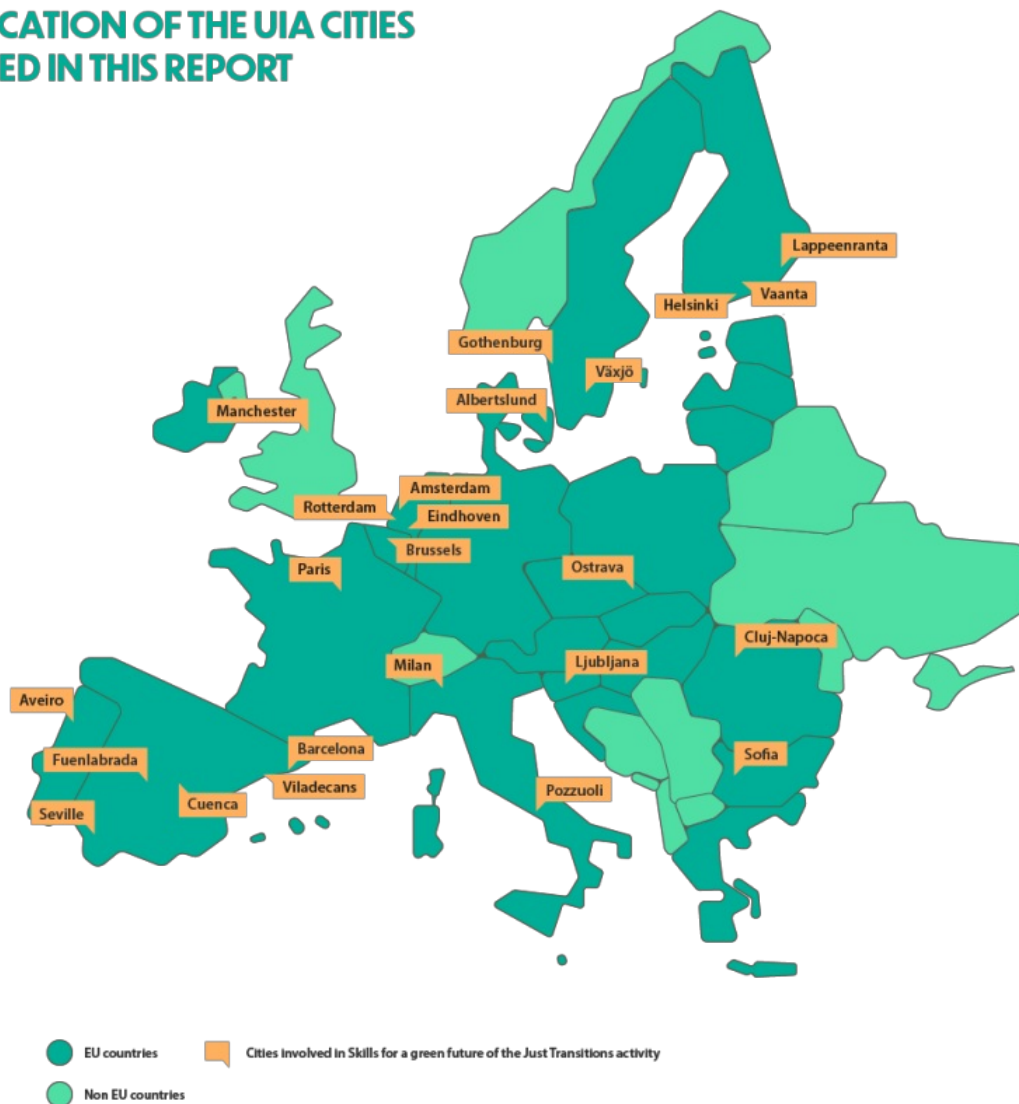 CATION OF THE UIA CITIES
ED IN THIS REPORT
Lappeenranta
Vaanta
Helsinki
Gothenburg
Växjö
Albertslund
Manchester
Amsterdam
Rotterdam
Eindhoven
Brussels
Paris
Ostrava
Cluj-Napoca
Milan
Ljubljana
Aveiro
Barcelona
Sofia
Fuenlabrada
Viladecans
Pozzuoli
Cuenca
Seville
EU countries
Cities involved in Skills for a green future of the Just Transitions activity
Non EU countries